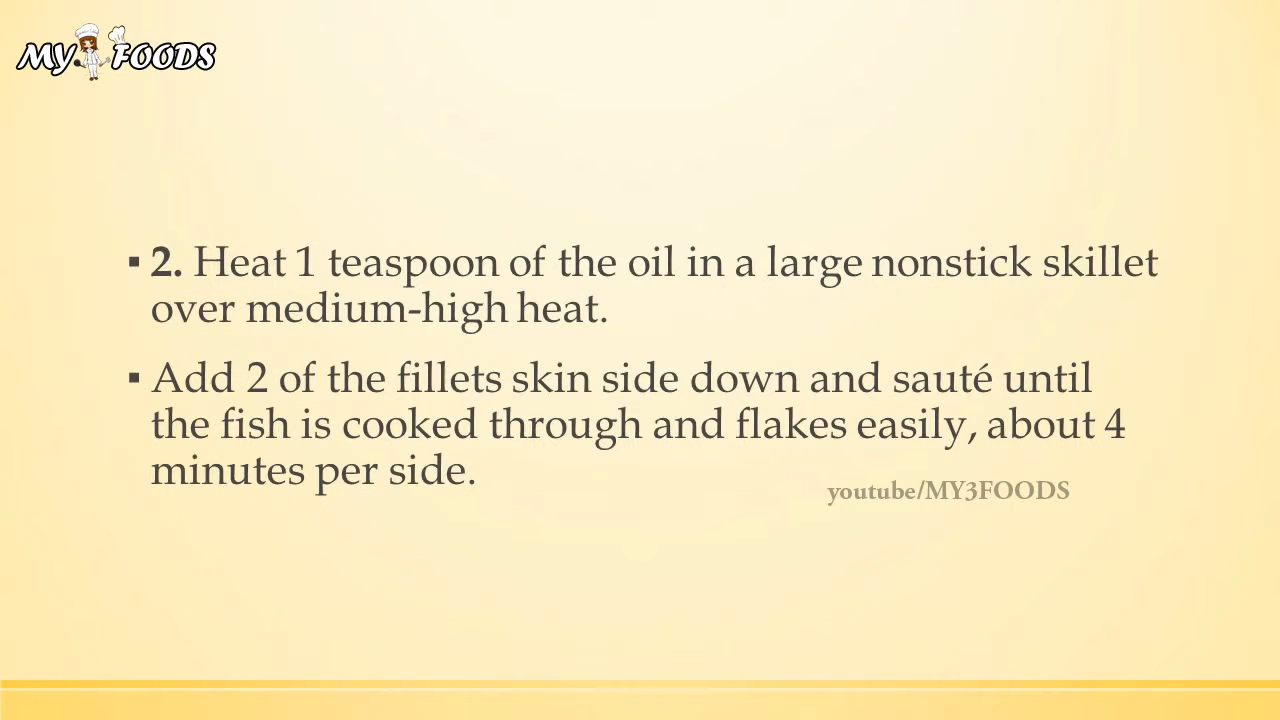 MY FOODS
▪ 2. Heat 1 teaspoon of the oil in a large nonstick skillet
over medium-high heat.
▪ Add 2 of the fillets skin side down and sauté until
the fish is cooked through and flakes easily, about 4
minutes per side.
youtube/MY3FOODS